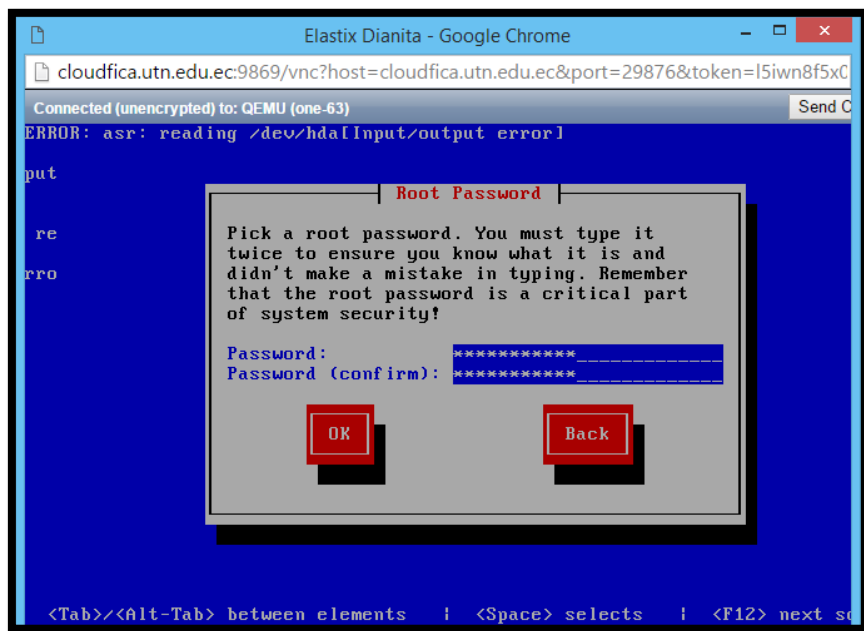 Elastix Dianita - Google Chrome
cloudfica.utn.edu.ec:9869/vnc?host=cloudfica.utn.edu.ec&port=29876&token=l5iwn8f5x0
Connected (unencrypted) to: QEMU (one-63)
Send C
ERROR: asr: reading /dev/hda[Input/output error]
put
Root Password
re
Pick a root password. You must type it
twice to ensure you know what it is and
rro
didn't make a mistake in typing. Remember
that the root password is a critical part
of system security!
Password: ***********
Password (confirm): ***********
OK
Back
<Tab>/<Alt-Tab> between elements | <Space> selects | <F12> next sc